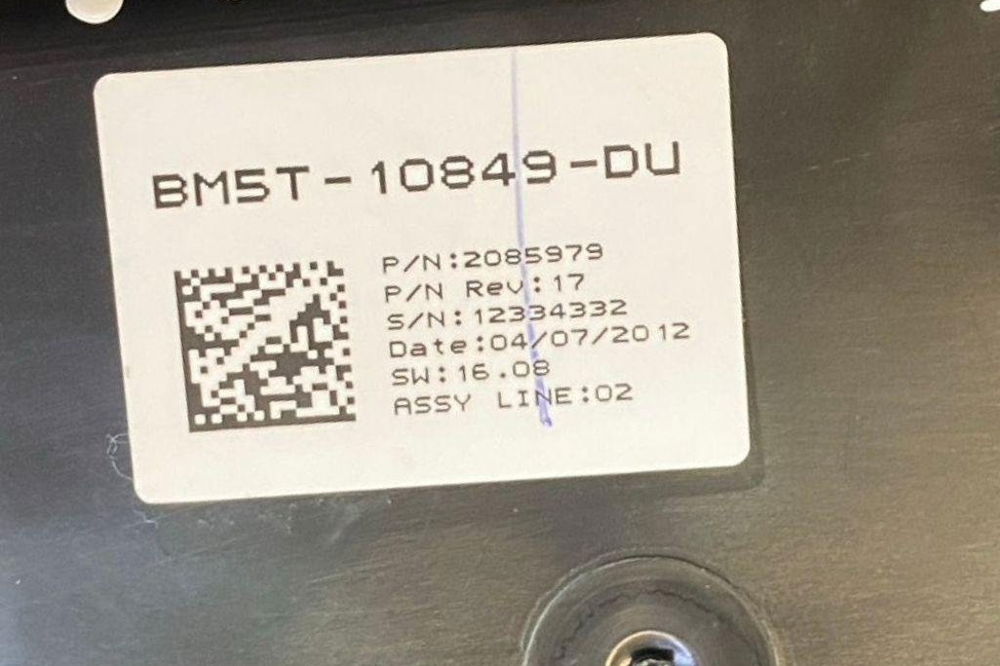 BM5T-10849-DU
P/N:2085979
P/N Rev:17
S/N:12334332
Date:04/07/2012
SW:16.08
ASSY LINE:02